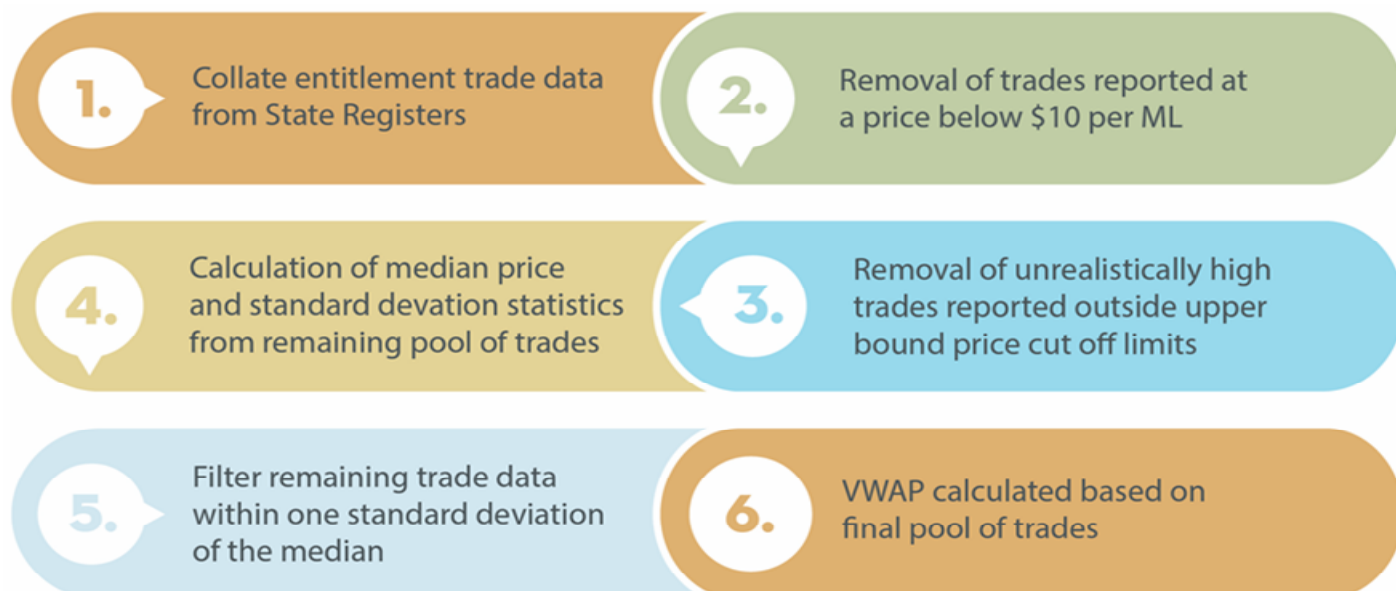 1.
Collate entitlement trade data
from State Registers
2.
Removal of trades reported at
a price below $10 per ML
3.
Removal of unrealistically high
trades reported outside upper
bound price cut off limits
4.
Calculation of median price
and standard devation statistics
from remaining pool of trades
5.
Filter remaining trade data
within one standard deviation
of the median
6.
VWAP calculated based on
final pool of trades